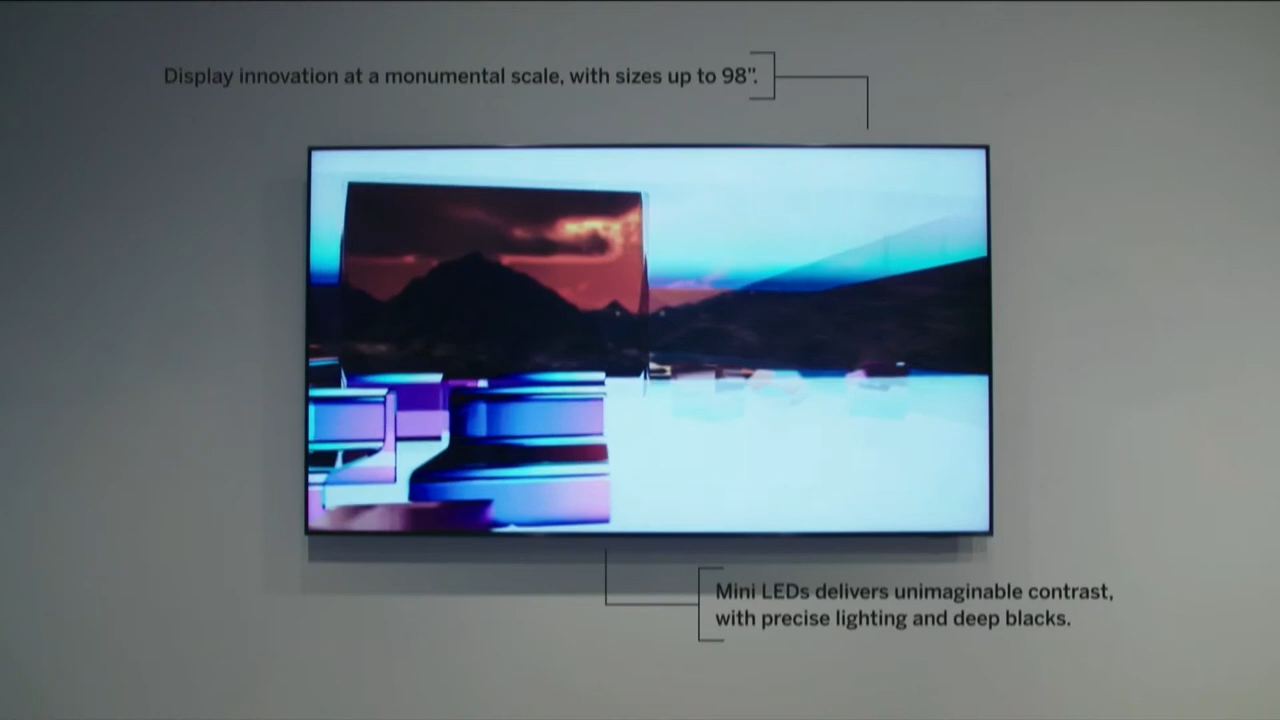 Display innovation at a monumental scale, with sizes up to 98".
Mini LEDs delivers unimaginable contrast,
with precise lighting and deep blacks.